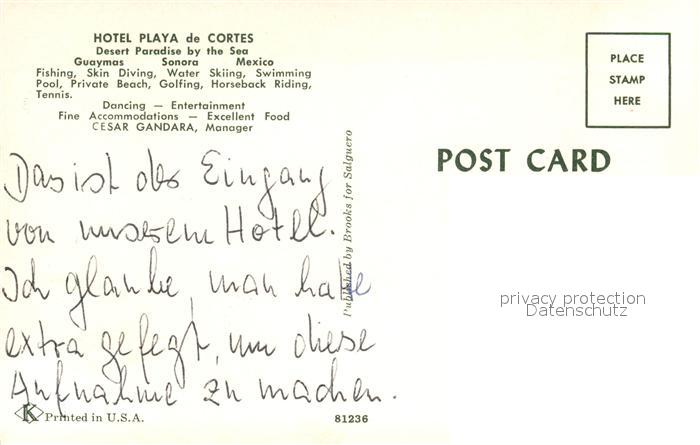 HOTEL PLAYA de CORTES
Desert Paradise by the Sea
Guaymas Sonora Mexico
Fishing, Skin Diving, Water Skiing, Swimming
Pool, Private Beach, Golfing, Horseback Riding,
Tennis.
Dancing — Entertainment
Fine Accommodations — Excellent Food
CESAR GANDARA, Manager
Das ist der Eingang
von unserem Hotel.
Ich glaube, man habe
extra gefegt, um diese
Aufnahme zu machen.
K Printed in U.S.A.
81236
Published by Brooks for Salguero
PLACE
STAMP
HERE
POST CARD
privacy protection
Datenschutz